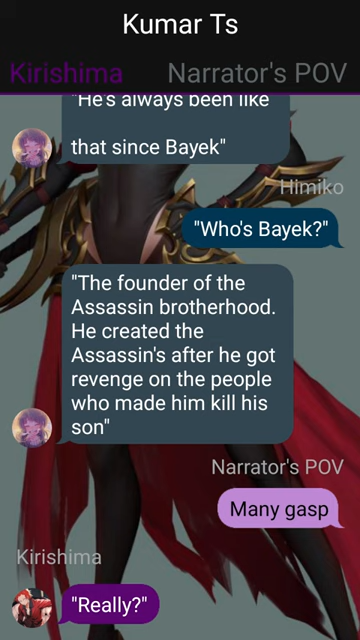 Kumar Ts
Kirishima Narrator's POV
"He's always been like
that since Bayek"
Himiko
"Who's Bayek?"
"The founder of the
Assassin brotherhood.
He created the
Assassin's after he got
revenge on the people
who made him kill his
son"
Narrator's POV
Many gasp
Kirishima
"Really?"